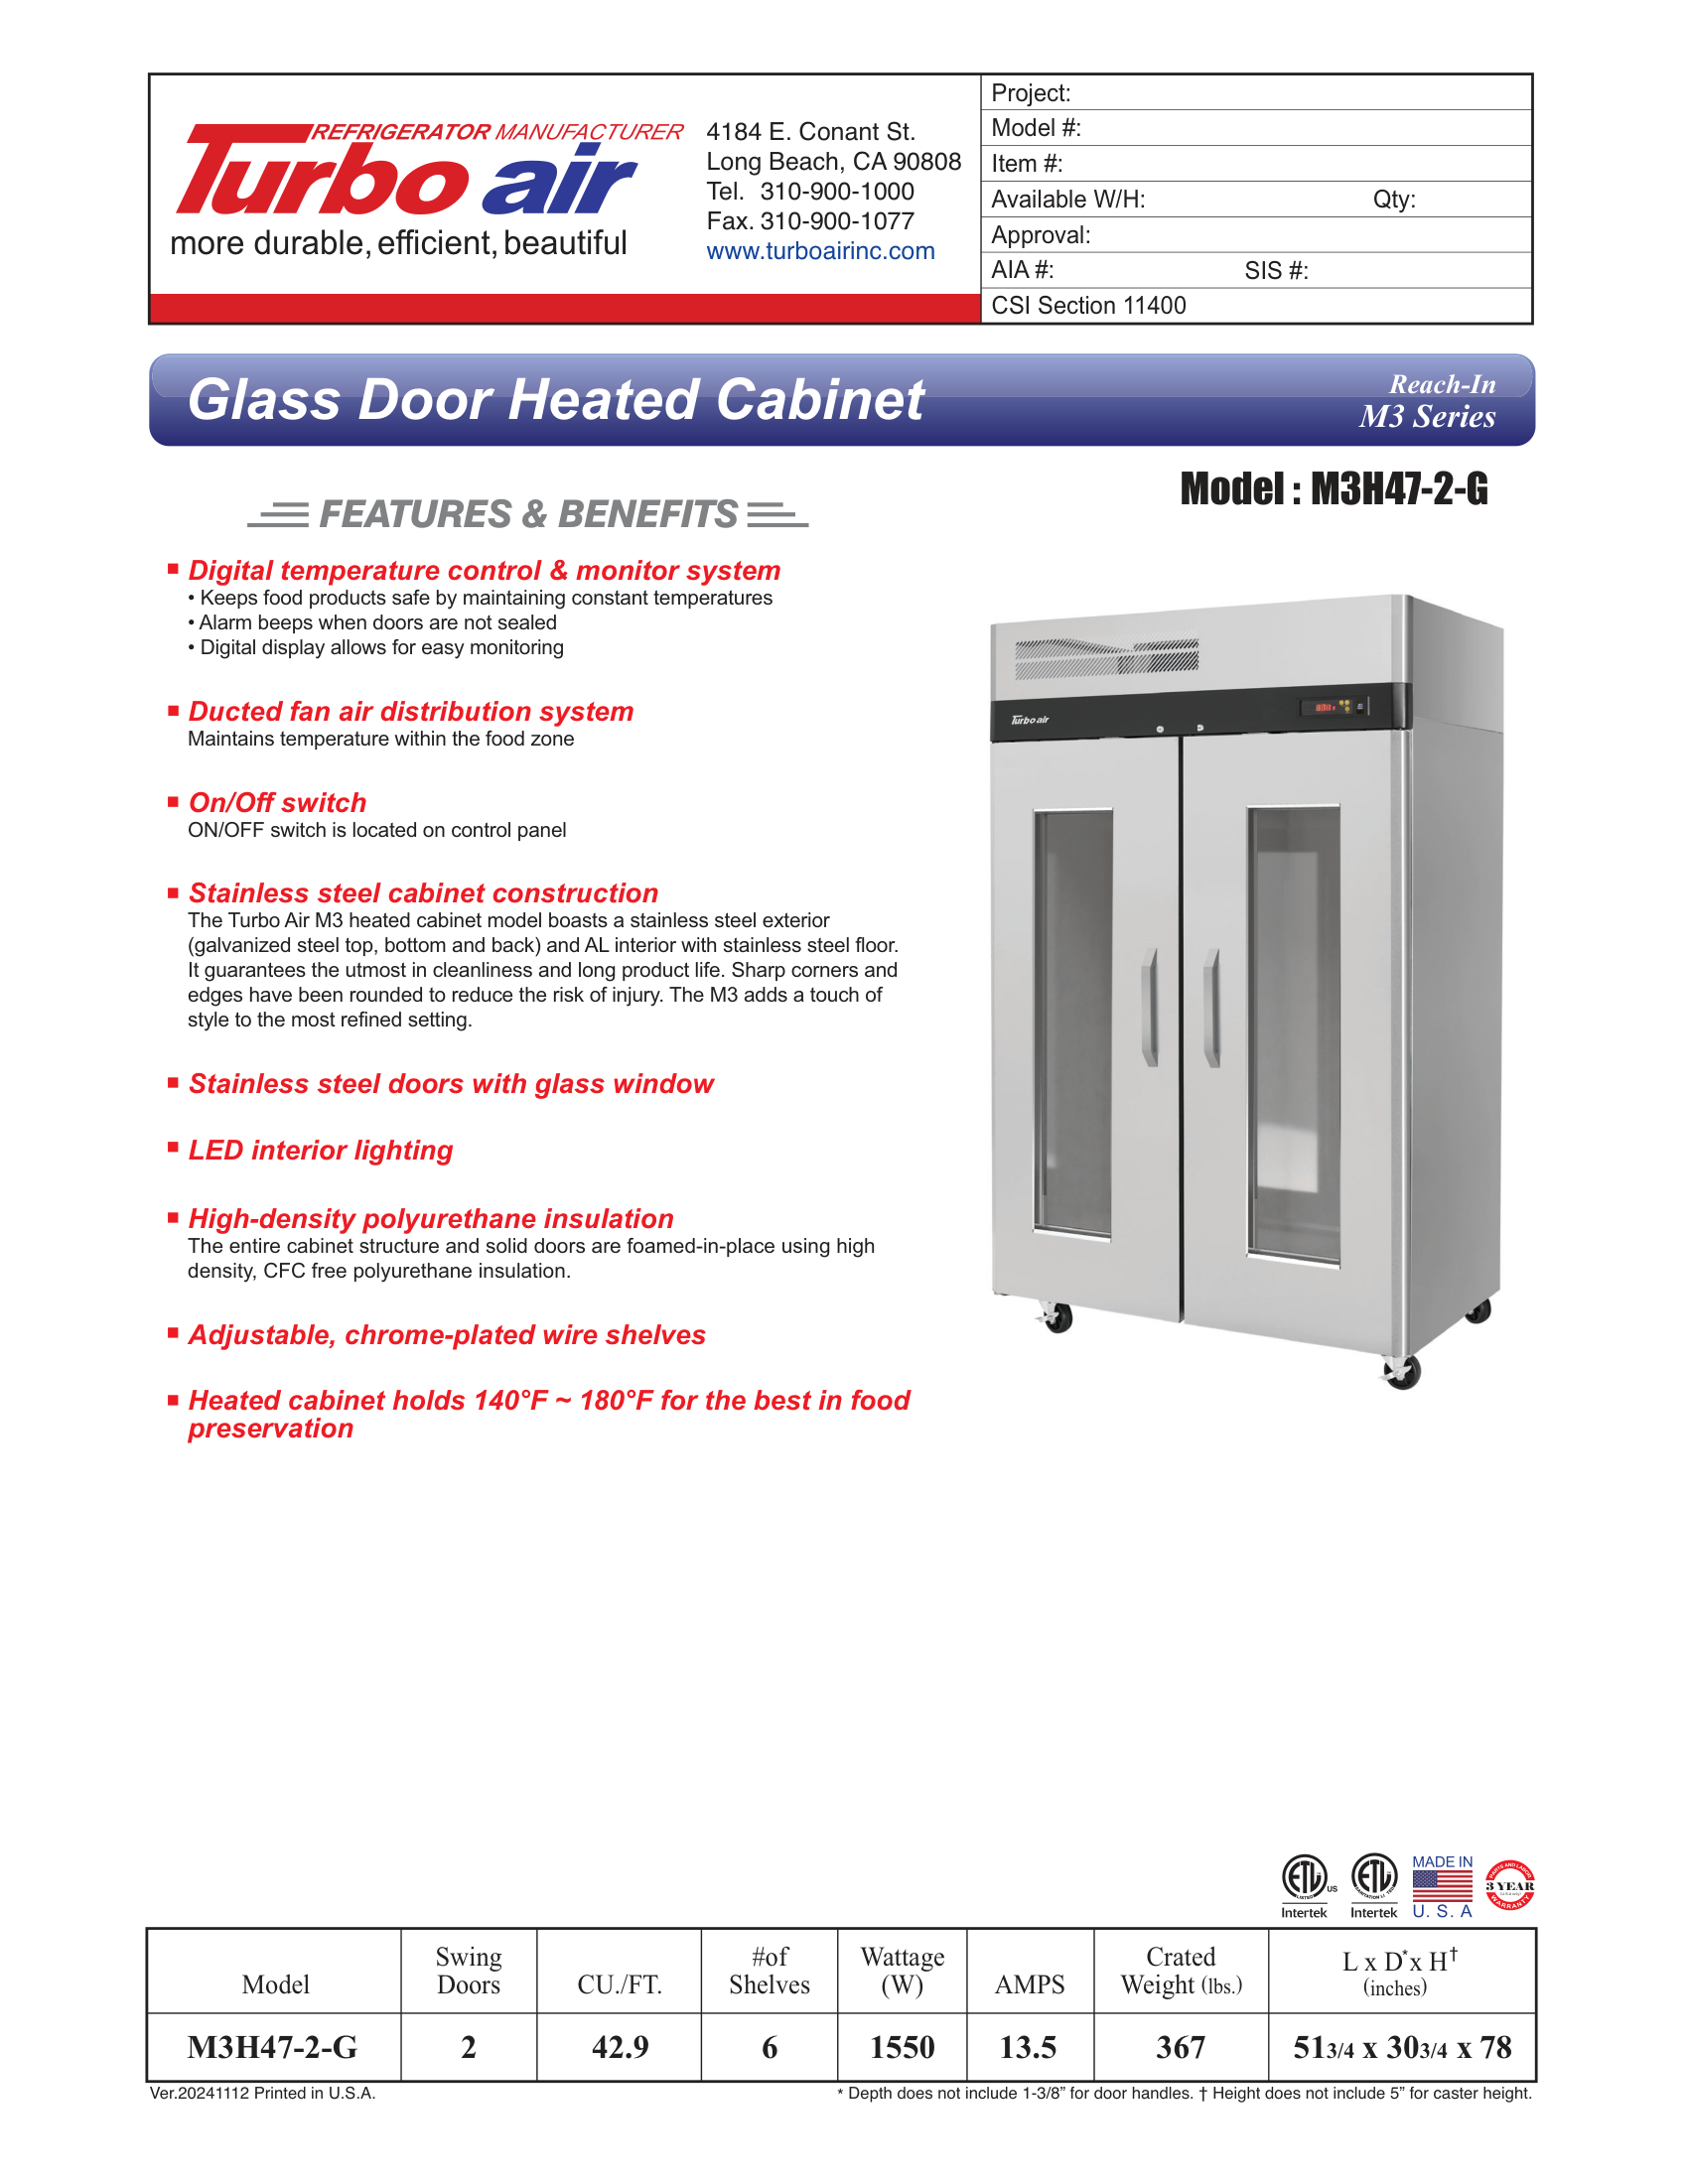 REFRIGERATOR MANUFACTURER
Turbo air
more durable, efficient, beautiful
4184 E. Conant St.
Long Beach, CA 90808
Tel. 310-900-1000
Fax. 310-900-1077
www.turboairinc.com
Project:
Model #:
Item #:
Available W/H: Qty:
Approval:
AIA #: SIS #:
CSI Section 11400
Glass Door Heated Cabinet
Reach-In
M3 Series
Model : M3H47-2-G
FEATURES & BENEFITS
Digital temperature control & monitor system
• Keeps food products safe by maintaining constant temperatures
• Alarm beeps when doors are not sealed
• Digital display allows for easy monitoring
Ducted fan air distribution system
Maintains temperature within the food zone
On/Off switch
ON/OFF switch is located on control panel
Stainless steel cabinet construction
The Turbo Air M3 heated cabinet model boasts a stainless steel exterior
(galvanized steel top, bottom and back) and AL interior with stainless steel floor.
It guarantees the utmost in cleanliness and long product life. Sharp corners and
edges have been rounded to reduce the risk of injury. The M3 adds a touch of
style to the most refined setting.
Stainless steel doors with glass window
LED interior lighting
High-density polyurethane insulation
The entire cabinet structure and solid doors are foamed-in-place using high
density, CFC free polyurethane insulation.
Adjustable, chrome-plated wire shelves
Heated cabinet holds 140°F ~ 180°F for the best in food
preservation
Turbo air
ETL LISTED US
Intertek
ETL
Intertek
MADE IN
U. S. A
PARTS AND LABOR
3 YEAR
WARRANTY
Model Swing Doors CU./FT. #of Shelves Wattage (W) AMPS Crated Weight (lbs.) L x D* x H† (inches)
M3H47-2-G 2 42.9 6 1550 13.5 367 51 3/4 x 30 3/4 x 78
Ver.20241112 Printed in U.S.A.
* Depth does not include 1-3/8” for door handles. † Height does not include 5” for caster height.